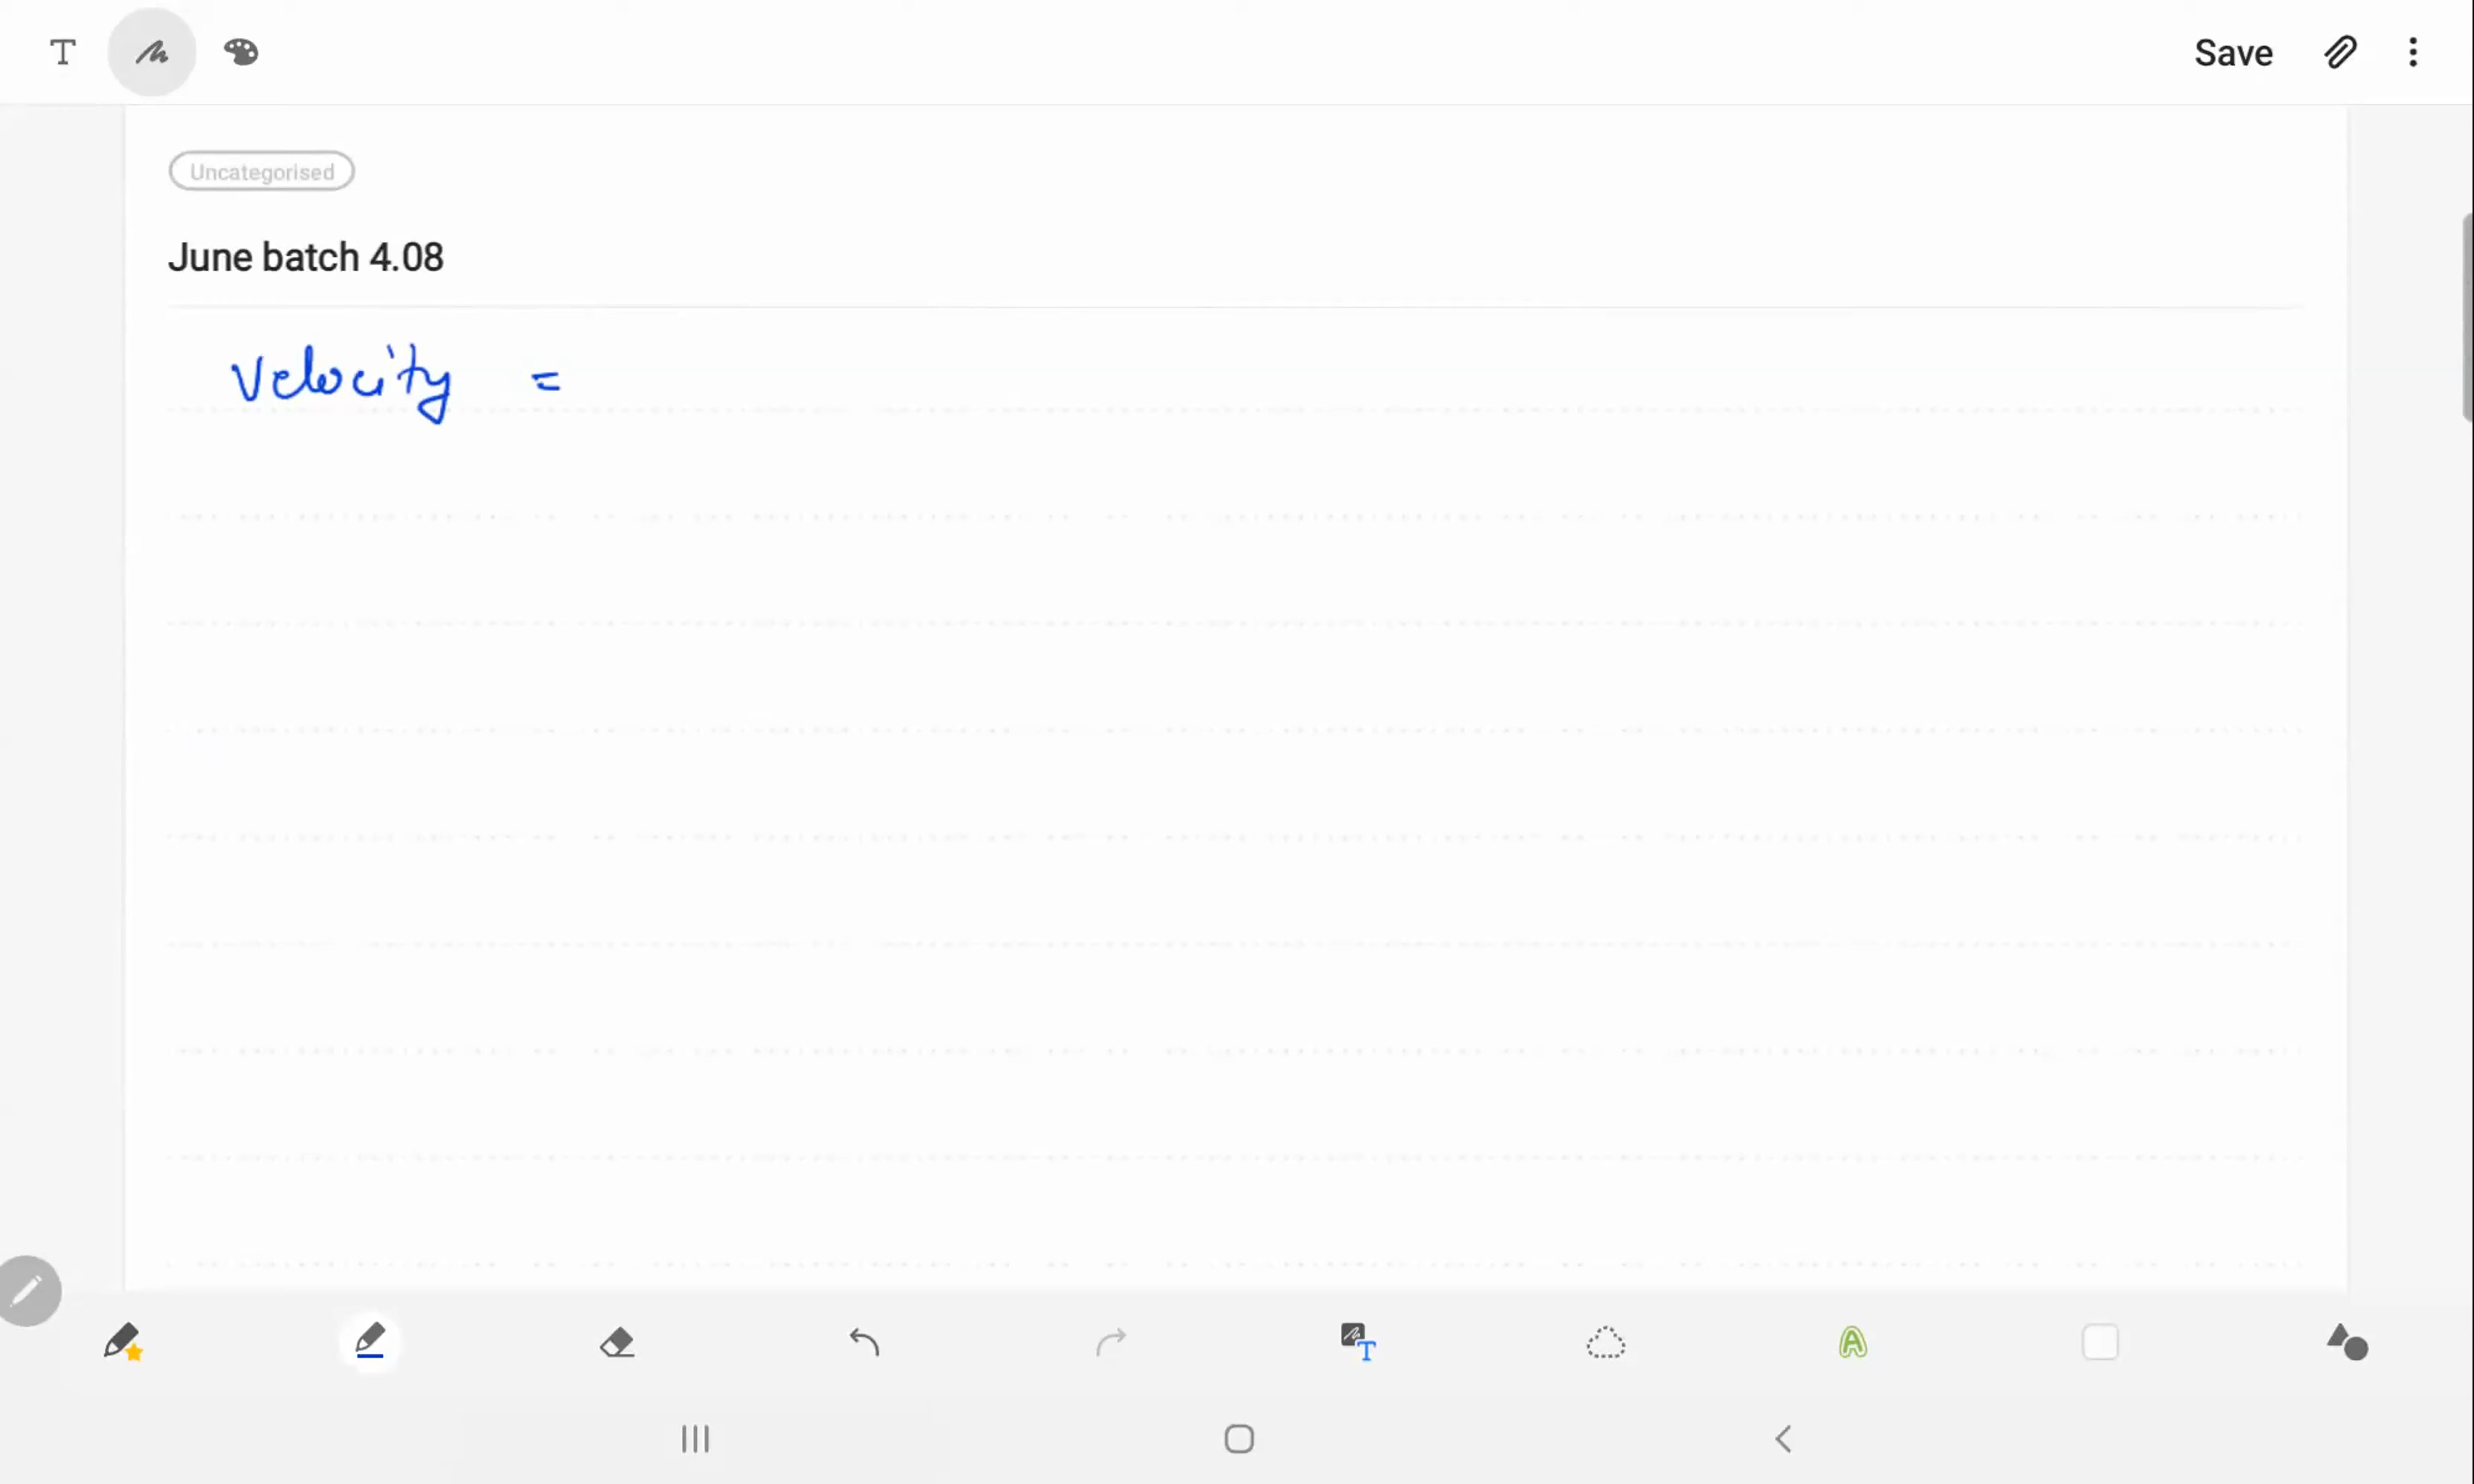 T Save
Uncategorised
June batch 4.08
Velocity =
T
A